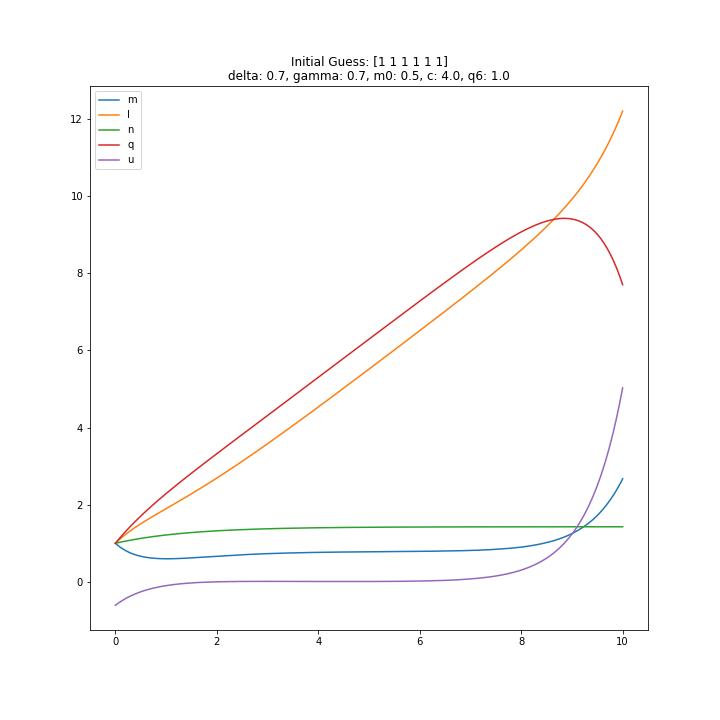 Initial Guess: [1 1 1 1 1 1]
delta: 0.7, gamma: 0.7, m0: 0.5, c: 4.0, q6: 1.0
m
l
n
q
u
12
10
8
6
4
2
0
0 2 4 6 8 10